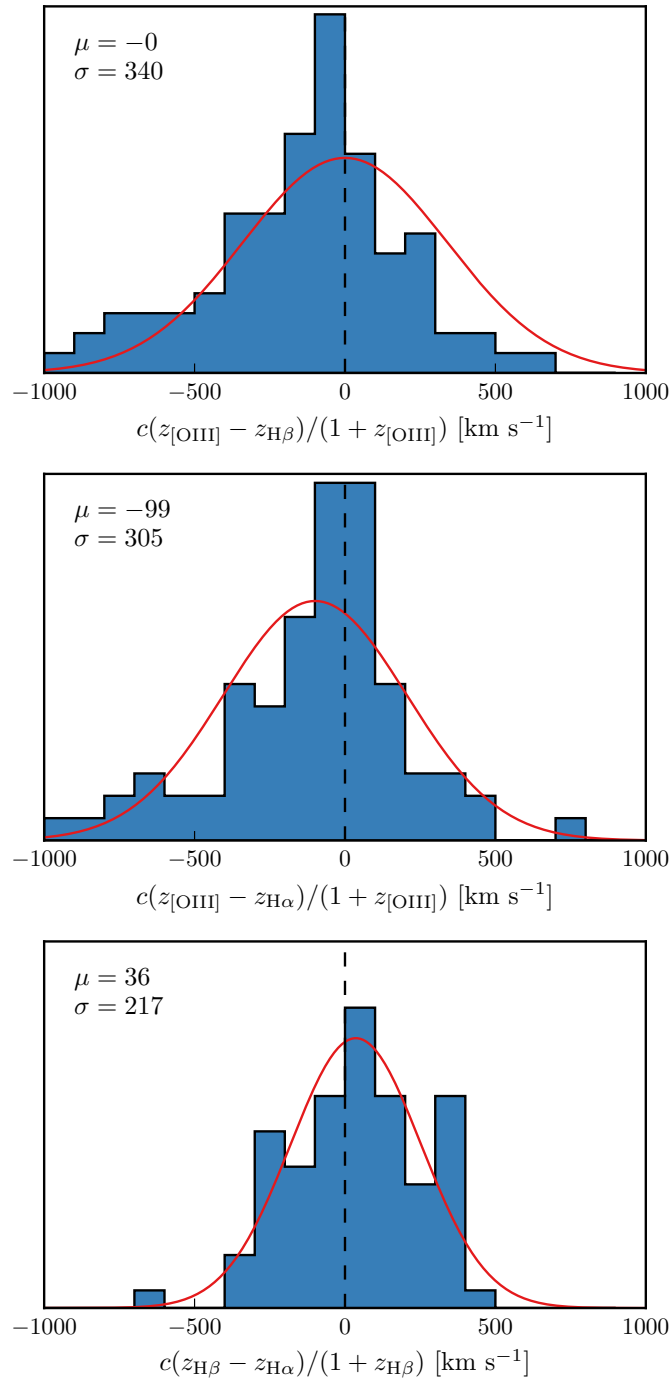 μ = −0
σ = 340
−1000 −500 0 500 1000
c(z[OIII] − zHβ)/(1 + z[OIII]) [km s−1]
μ = −99
σ = 305
−1000 −500 0 500 1000
c(z[OIII] − zHα)/(1 + z[OIII]) [km s−1]
μ = 36
σ = 217
−1000 −500 0 500 1000
c(zHβ − zHα)/(1 + zHβ) [km s−1]